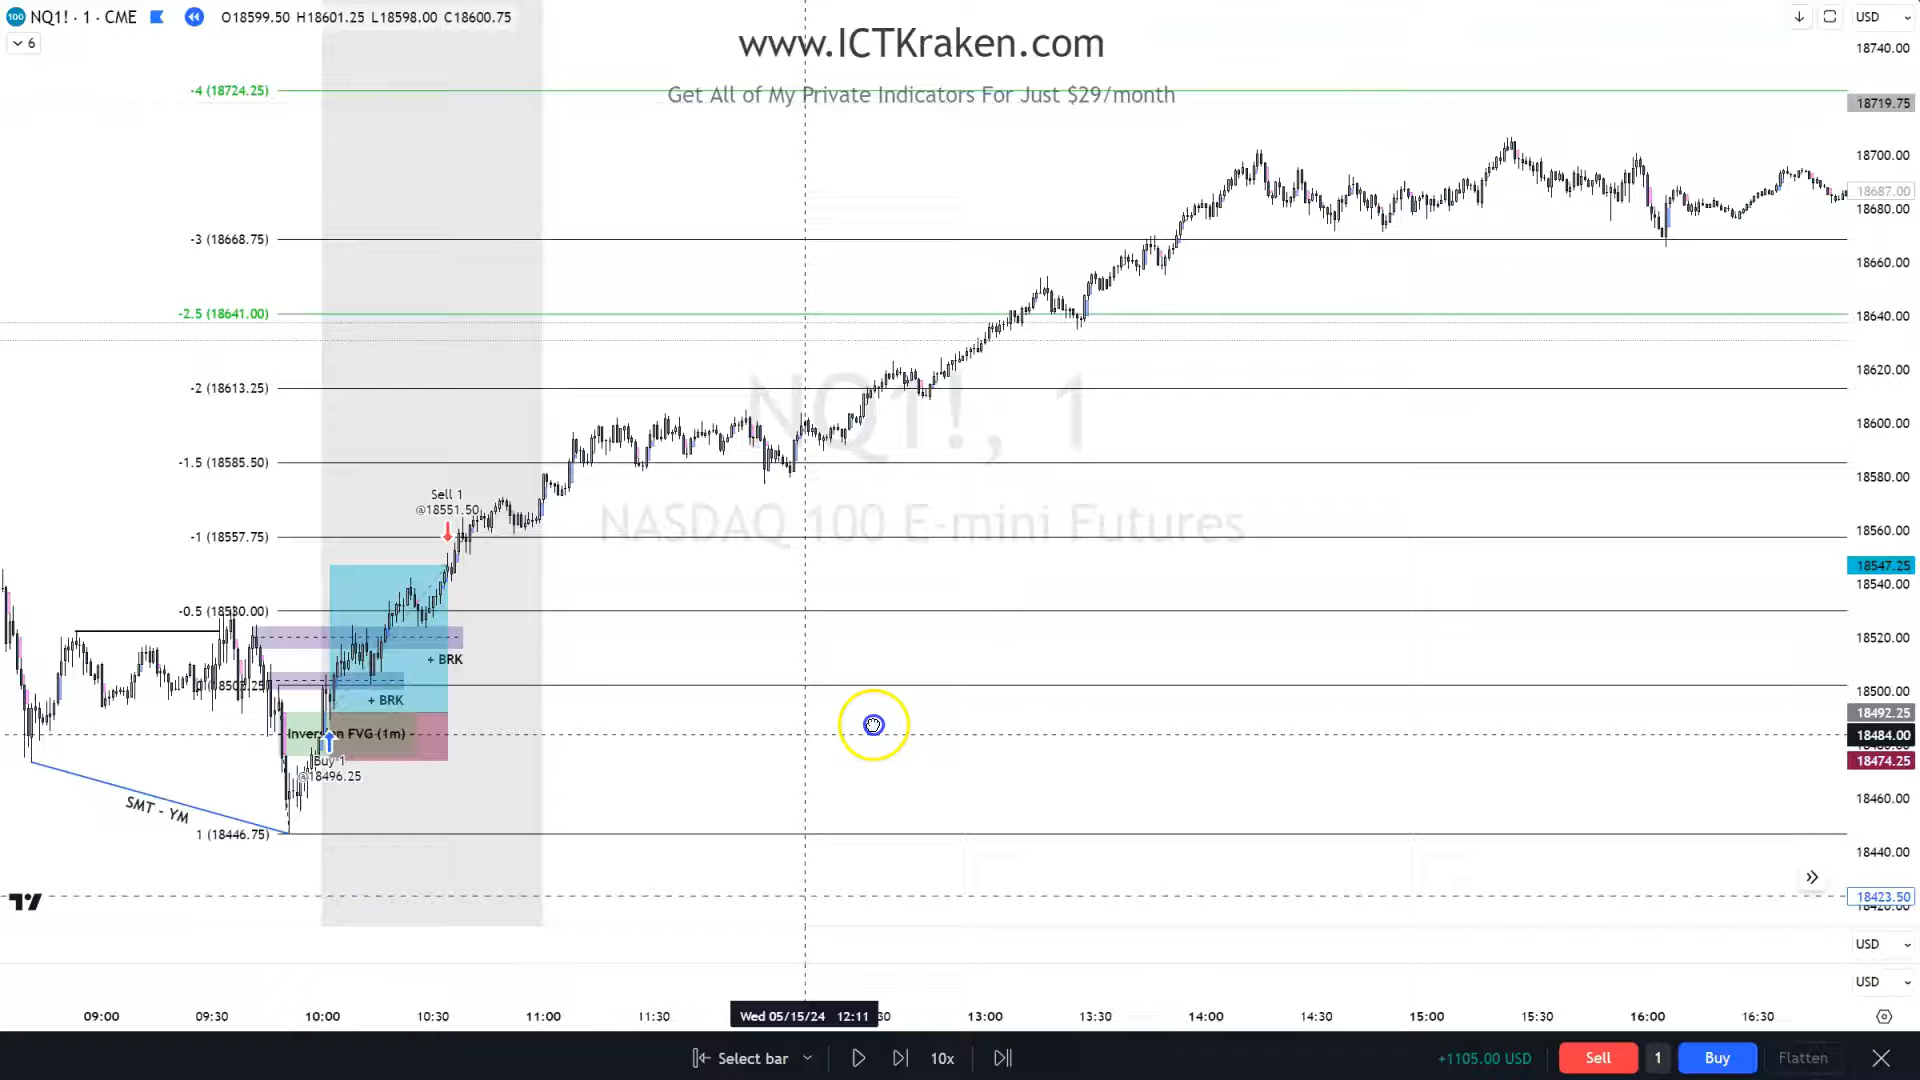 NQ1! · 1 · CME O18599.50 H18601.25 L18598.00 C18600.75
6
www.ICTKraken.com
Get All of My Private Indicators For Just $29/month
USD
18740.00
-4 (18724.25)
18719.75
18700.00
18687.00
18680.00
-3 (18668.75)
18660.00
-2.5 (18641.00)
18640.00
18620.00
-2 (18613.25)
18600.00
NQ1!, 1
-1.5 (18585.50)
18580.00
Sell 1
@18551.50
NASDAQ 100 E-mini Futures
18560.00
-1 (18557.75)
18547.25
18540.00
-0.5 (18530.00)
18520.00
+ BRK
0 (18502.25)
18500.00
+ BRK
18492.25
Inversion FVG (1m) -
18484.00
Buy 1
@18496.25
18474.25
SMT - YM
18460.00
1 (18446.75)
18440.00
18423.50
USD
USD
09:00 09:30 10:00 10:30 11:00 11:30 Wed 05/15/24 12:11 13:00 13:30 14:00 14:30 15:00 15:30 16:00 16:30
Select bar 10x +1105.00 USD Sell 1 Buy Flatten